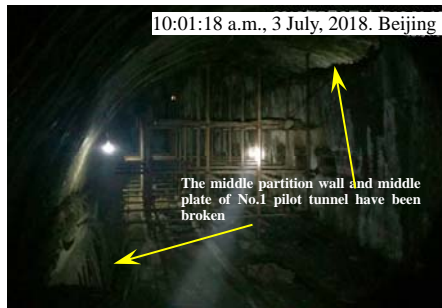 10:01:18 a.m., 3 July, 2018. Beijing
The middle partition wall and middle
plate of No.1 pilot tunnel have been
broken